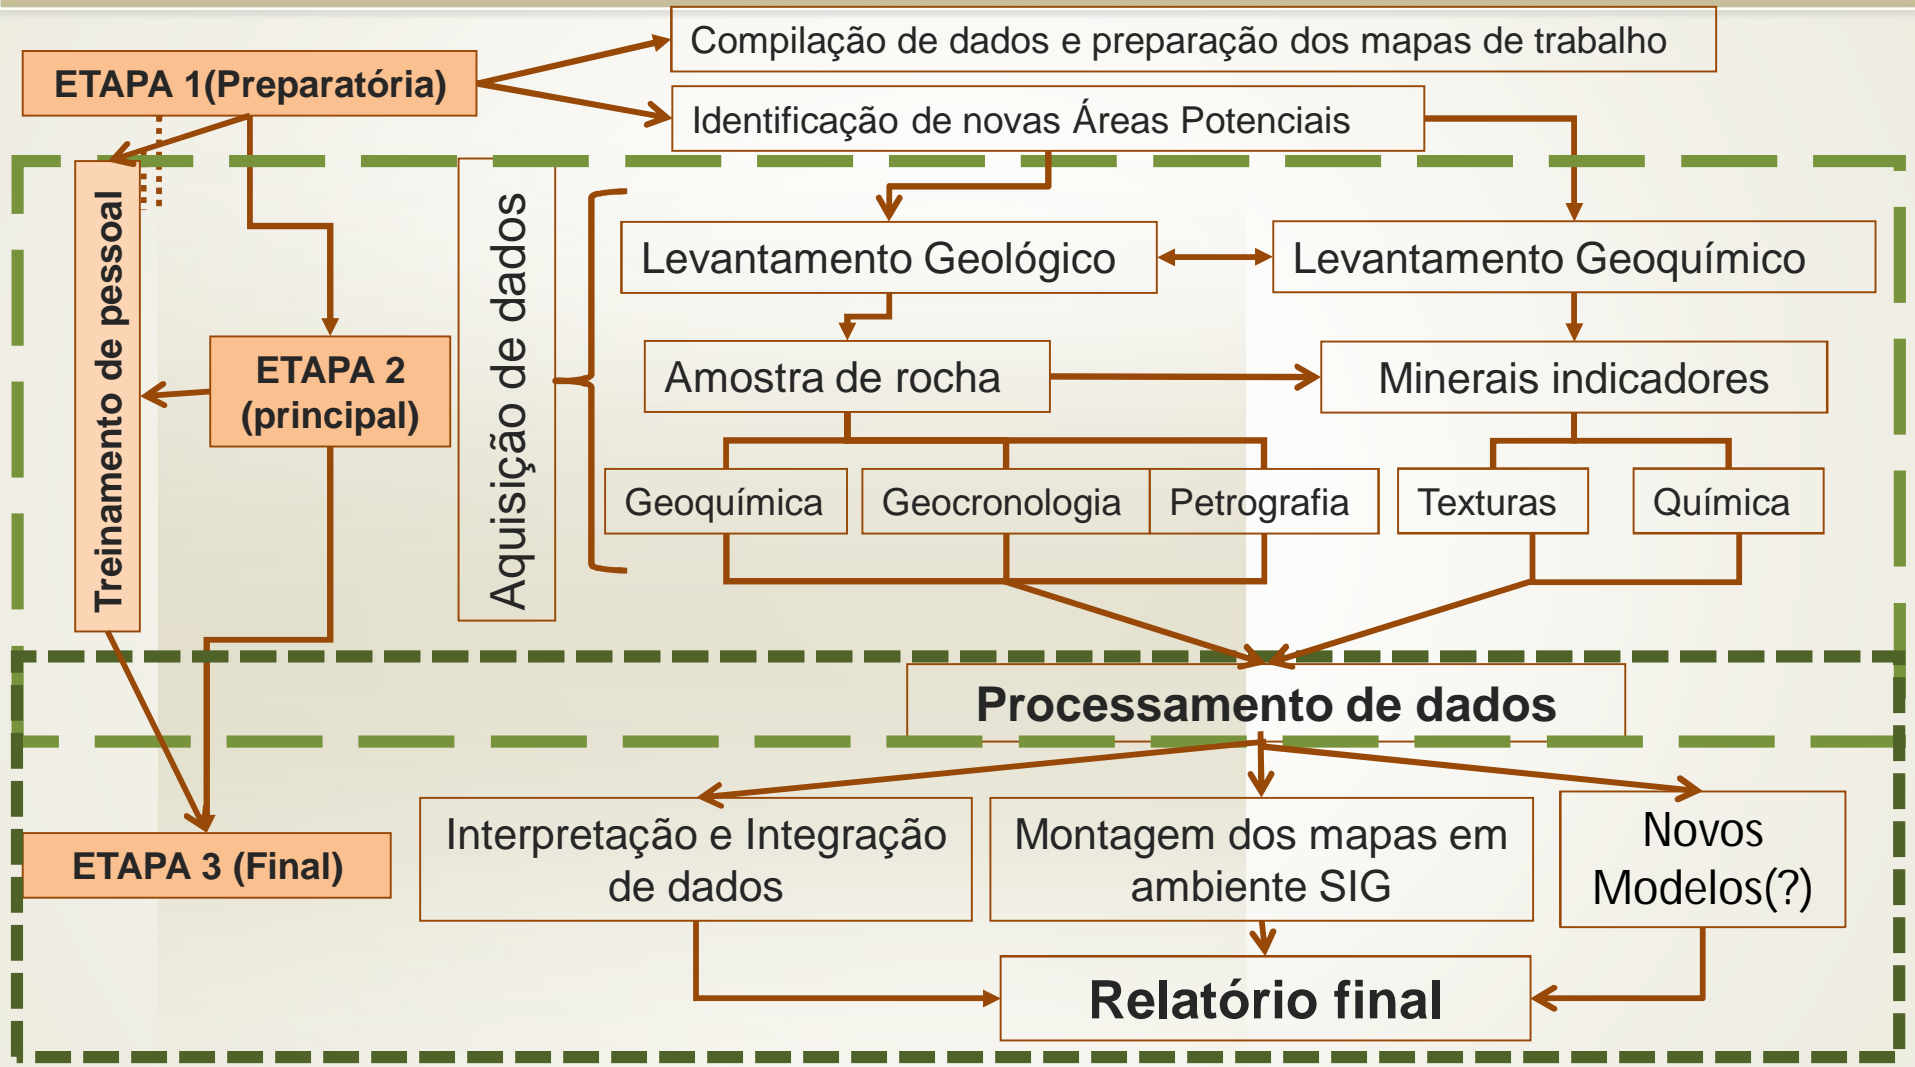 Compilação de dados e preparação dos mapas de trabalho
ETAPA 1(Preparatória)
Identificação de novas Áreas Potenciais
Treinamento de pessoal
Aquisição de dados
Levantamento Geológico
Levantamento Geoquímico
ETAPA 2
(principal)
Amostra de rocha
Minerais indicadores
Geoquímica
Geocronologia
Petrografia
Texturas
Química
Processamento de dados
ETAPA 3 (Final)
Interpretação e Integração
de dados
Montagem dos mapas em
ambiente SIG
Novos
Modelos(?)
Relatório final